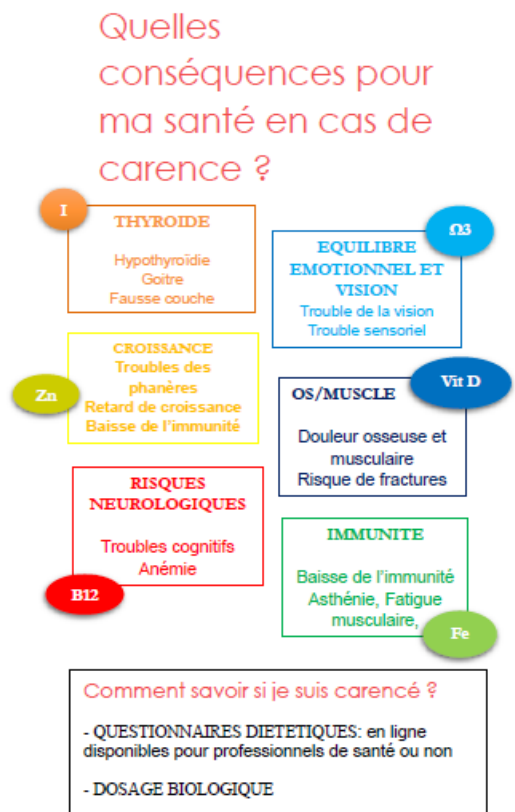 Quelles
conséquences pour
ma santé en cas de
carence ?
I
THYROIDE
Hypothyroïdie
Goitre
Fausse couche
Ω3
EQUILIBRE
EMOTIONNEL ET
VISION
Trouble de la vision
Trouble sensoriel
Zn
CROISSANCE
Troubles des
phanères
Retard de croissance
Baisse de l'immunité
Vit D
OS/MUSCLE
Douleur osseuse et
musculaire
Risque de fractures
RISQUES
NEUROLOGIQUES
Troubles cognitifs
Anémie
B12
IMMUNITE
Baisse de l'immunité
Asthénie, Fatigue
musculaire,
Fe
Comment savoir si je suis carencé ?
- QUESTIONNAIRES DIETETIQUES: en ligne
disponibles pour professionnels de santé ou non
- DOSAGE BIOLOGIQUE